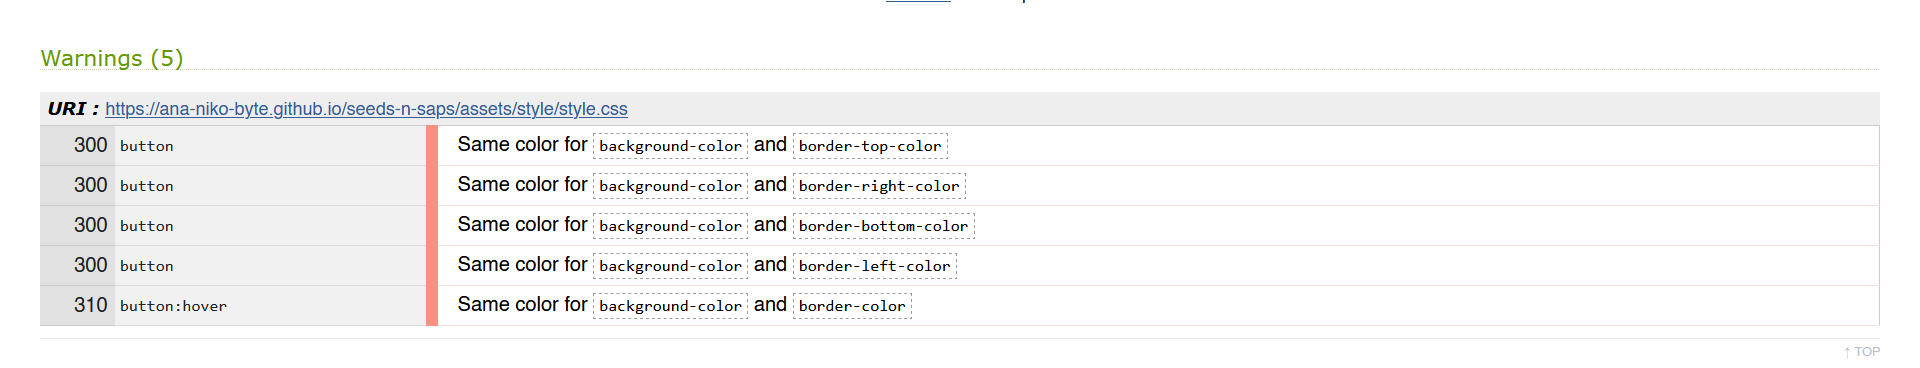 Warnings (5)
URI : https://ana-niko-byte.github.io/seeds-n-saps/assets/style/style.css
300 button Same color for background-color and border-top-color
300 button Same color for background-color and border-right-color
300 button Same color for background-color and border-bottom-color
300 button Same color for background-color and border-left-color
310 button:hover Same color for background-color and border-color
↑ TOP